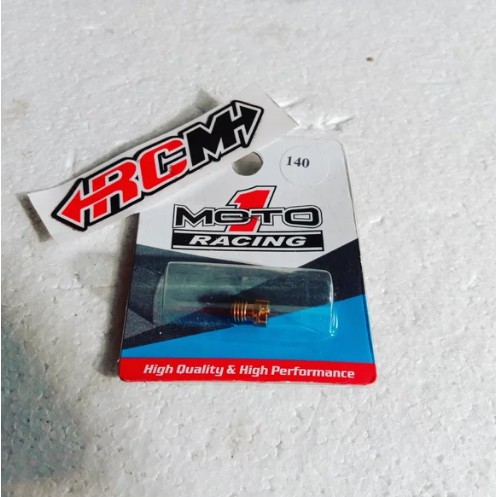 RCM
140
MOTO 1
RACING
High Quality & High Performance